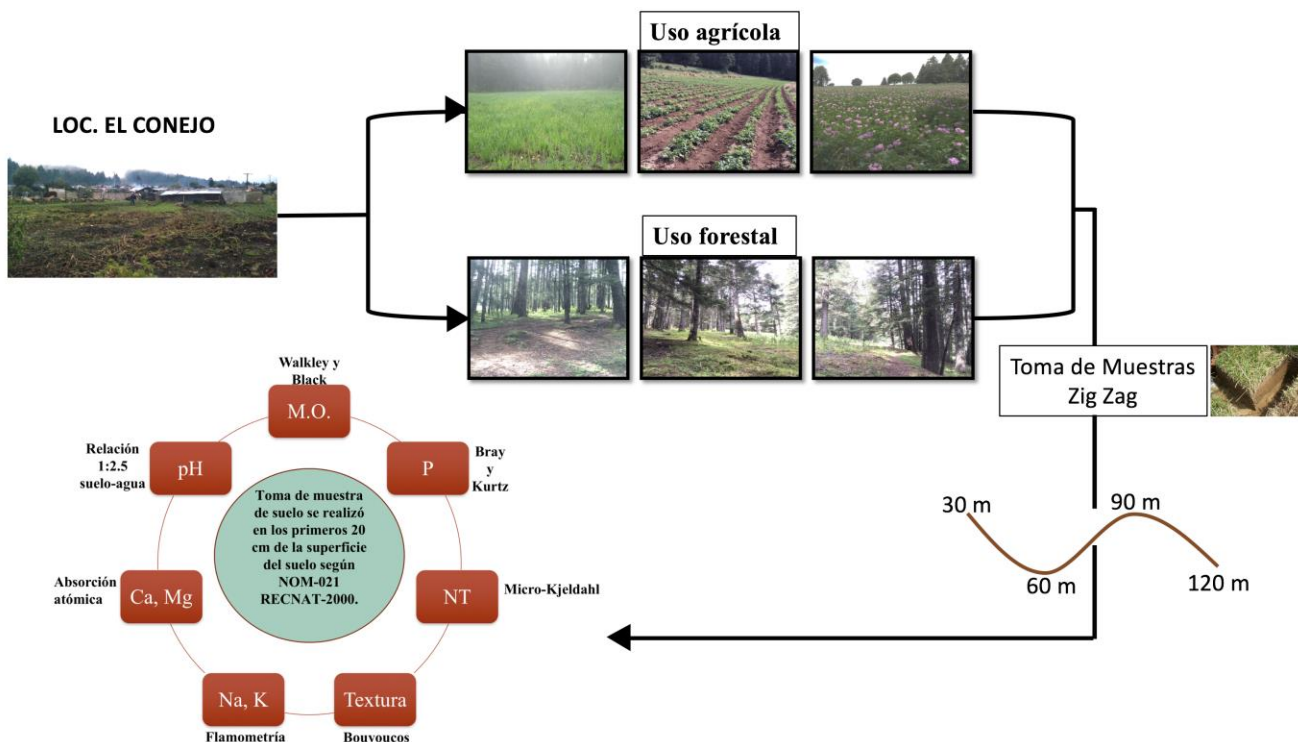 Uso agrícola
LOC. EL CONEJO
Uso forestal
Toma de Muestras
Zig Zag
30 m
90 m
60 m
120 m
Walkley y
Black
M.O.
Relación
1:2.5
suelo-agua
pH
P
Bray
y
Kurtz
Toma de muestra
de suelo se realizó
en los primeros 20
cm de la superficie
del suelo según
NOM-021
RECNAT-2000.
Absorción
atómica
Ca, Mg
NT
Micro-Kjeldahl
Na, K
Flamometría
Textura
Bouyoucos